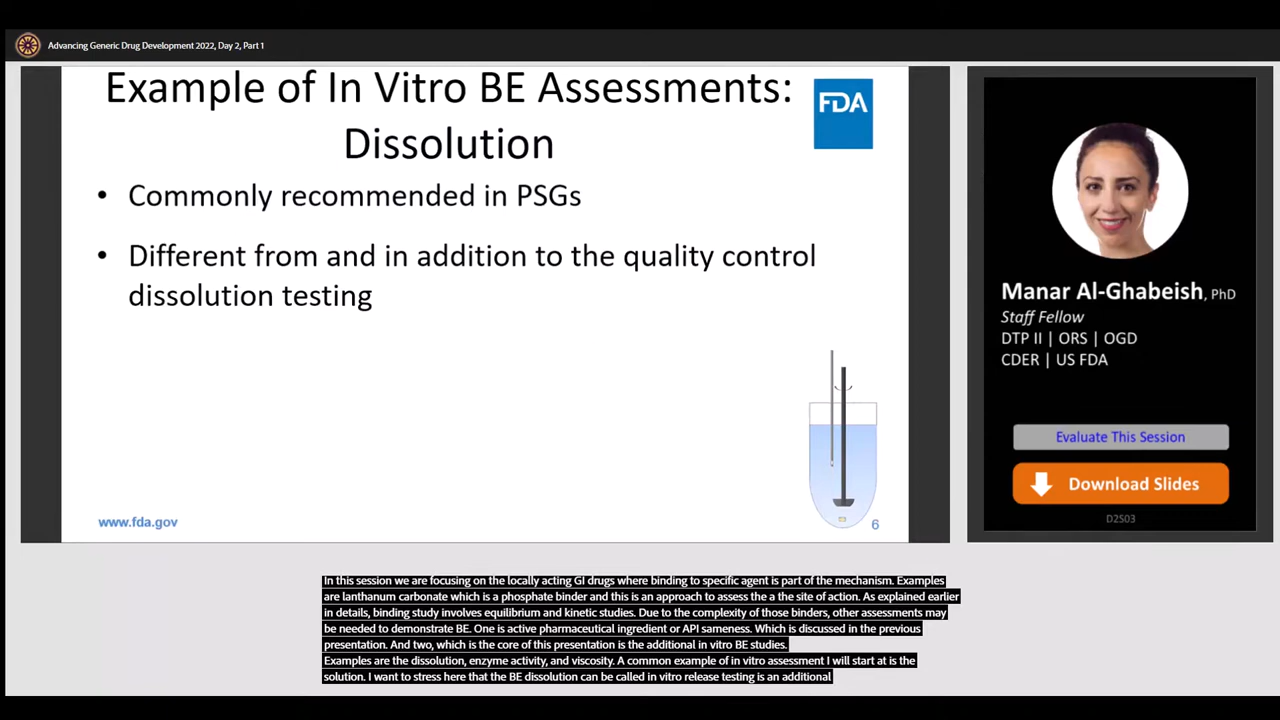 Advancing Generic Drug Development 2022, Day 2, Part 1
Example of In Vitro BE Assessments:
Dissolution
FDA
• Commonly recommended in PSGs
• Different from and in addition to the quality control
dissolution testing
www.fda.gov
6
Manar Al-Ghabeish, PhD
Staff Fellow
DTP II | ORS | OGD
CDER | US FDA
Evaluate This Session
Download Slides
D2S03
In this session we are focusing on the locally acting GI drugs where binding to specific agent is part of the mechanism. Examples
are lanthanum carbonate which is a phosphate binder and this is an approach to assess the a the site of action. As explained earlier
in details, binding study involves equilibrium and kinetic studies. Due to the complexity of those binders, other assessments may
be needed to demonstrate BE. One is active pharmaceutical ingredient or API sameness. Which is discussed in the previous
presentation. And two, which is the core of this presentation is the additional in vitro BE studies.
Examples are the dissolution, enzyme activity, and viscosity. A common example of in vitro assessment I will start at is the
solution. I want to stress here that the BE dissolution can be called in vitro release testing is an additional